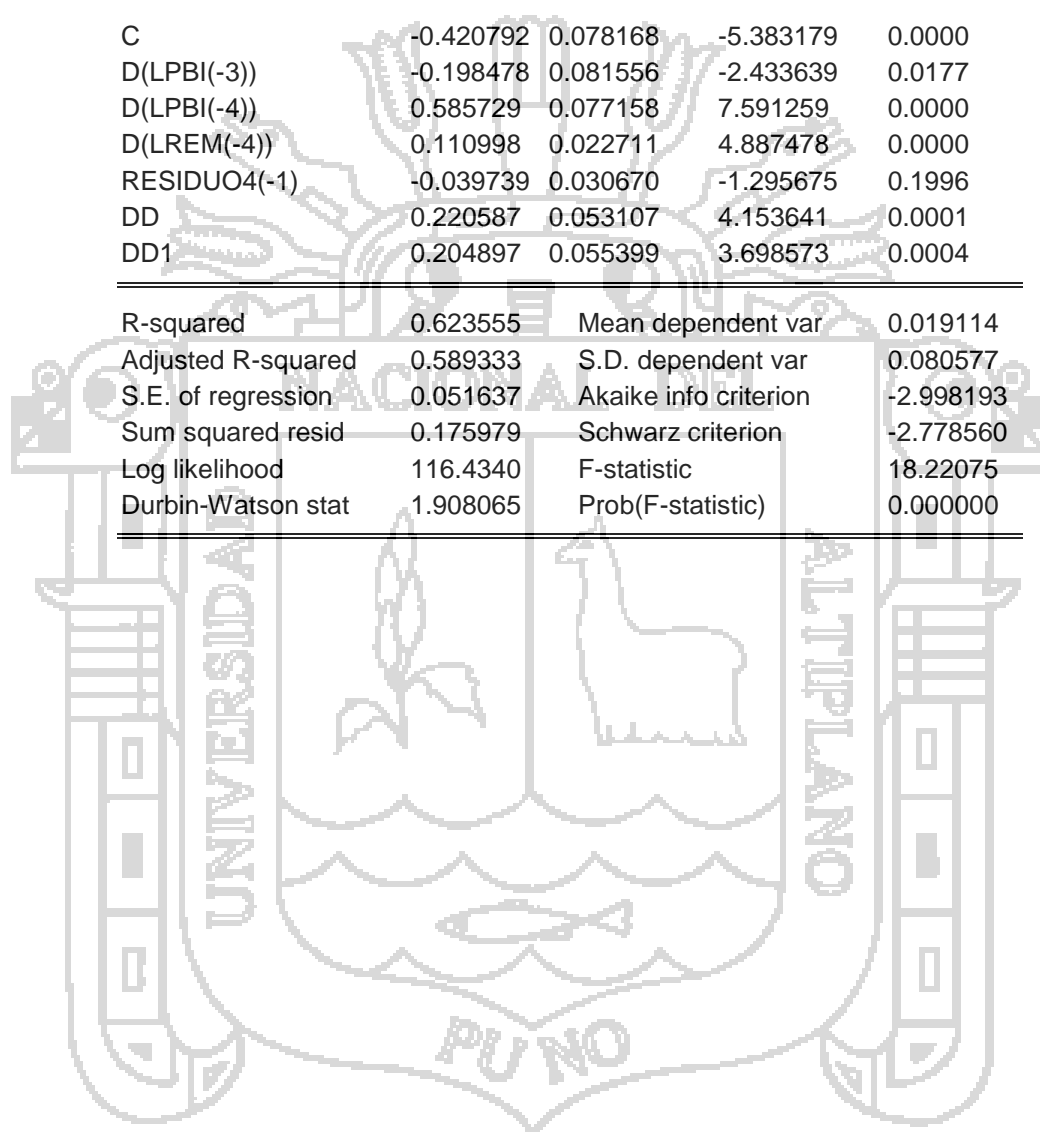 C -0.420792 0.078168 -5.383179 0.0000
D(LPBI(-3)) -0.198478 0.081556 -2.433639 0.0177
D(LPBI(-4)) 0.585729 0.077158 7.591259 0.0000
D(LREM(-4)) 0.110998 0.022711 4.887478 0.0000
RESIDUO4(-1) -0.039739 0.030670 -1.295675 0.1996
DD 0.220587 0.053107 4.153641 0.0001
DD1 0.204897 0.055399 3.698573 0.0004
R-squared 0.623555 Mean dependent var 0.019114
Adjusted R-squared 0.589333 S.D. dependent var 0.080577
S.E. of regression 0.051637 Akaike info criterion -2.998193
Sum squared resid 0.175979 Schwarz criterion -2.778560
Log likelihood 116.4340 F-statistic 18.22075
Durbin-Watson stat 1.908065 Prob(F-statistic) 0.000000
UNIVERSIDAD
NACIONAL DEL
ALTIPLANO
PUNO